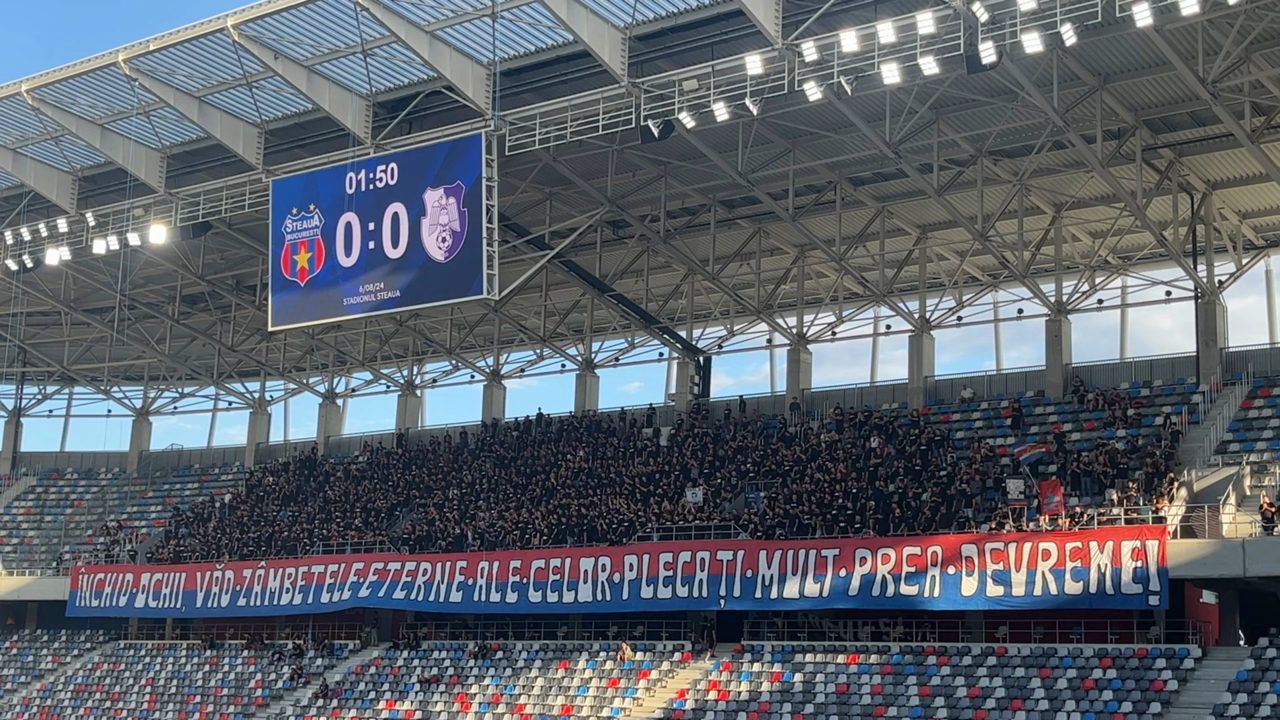 01:50
STEAUA
BUCUREȘTI
0:0
6/08/24
STADIONUL STEAUA
ÎNCHID·OCHII, VĂD·ZÂMBETELE·ETERNE·ALE·CELOR·PLECAȚI·MULT·PREA·DEVREME!